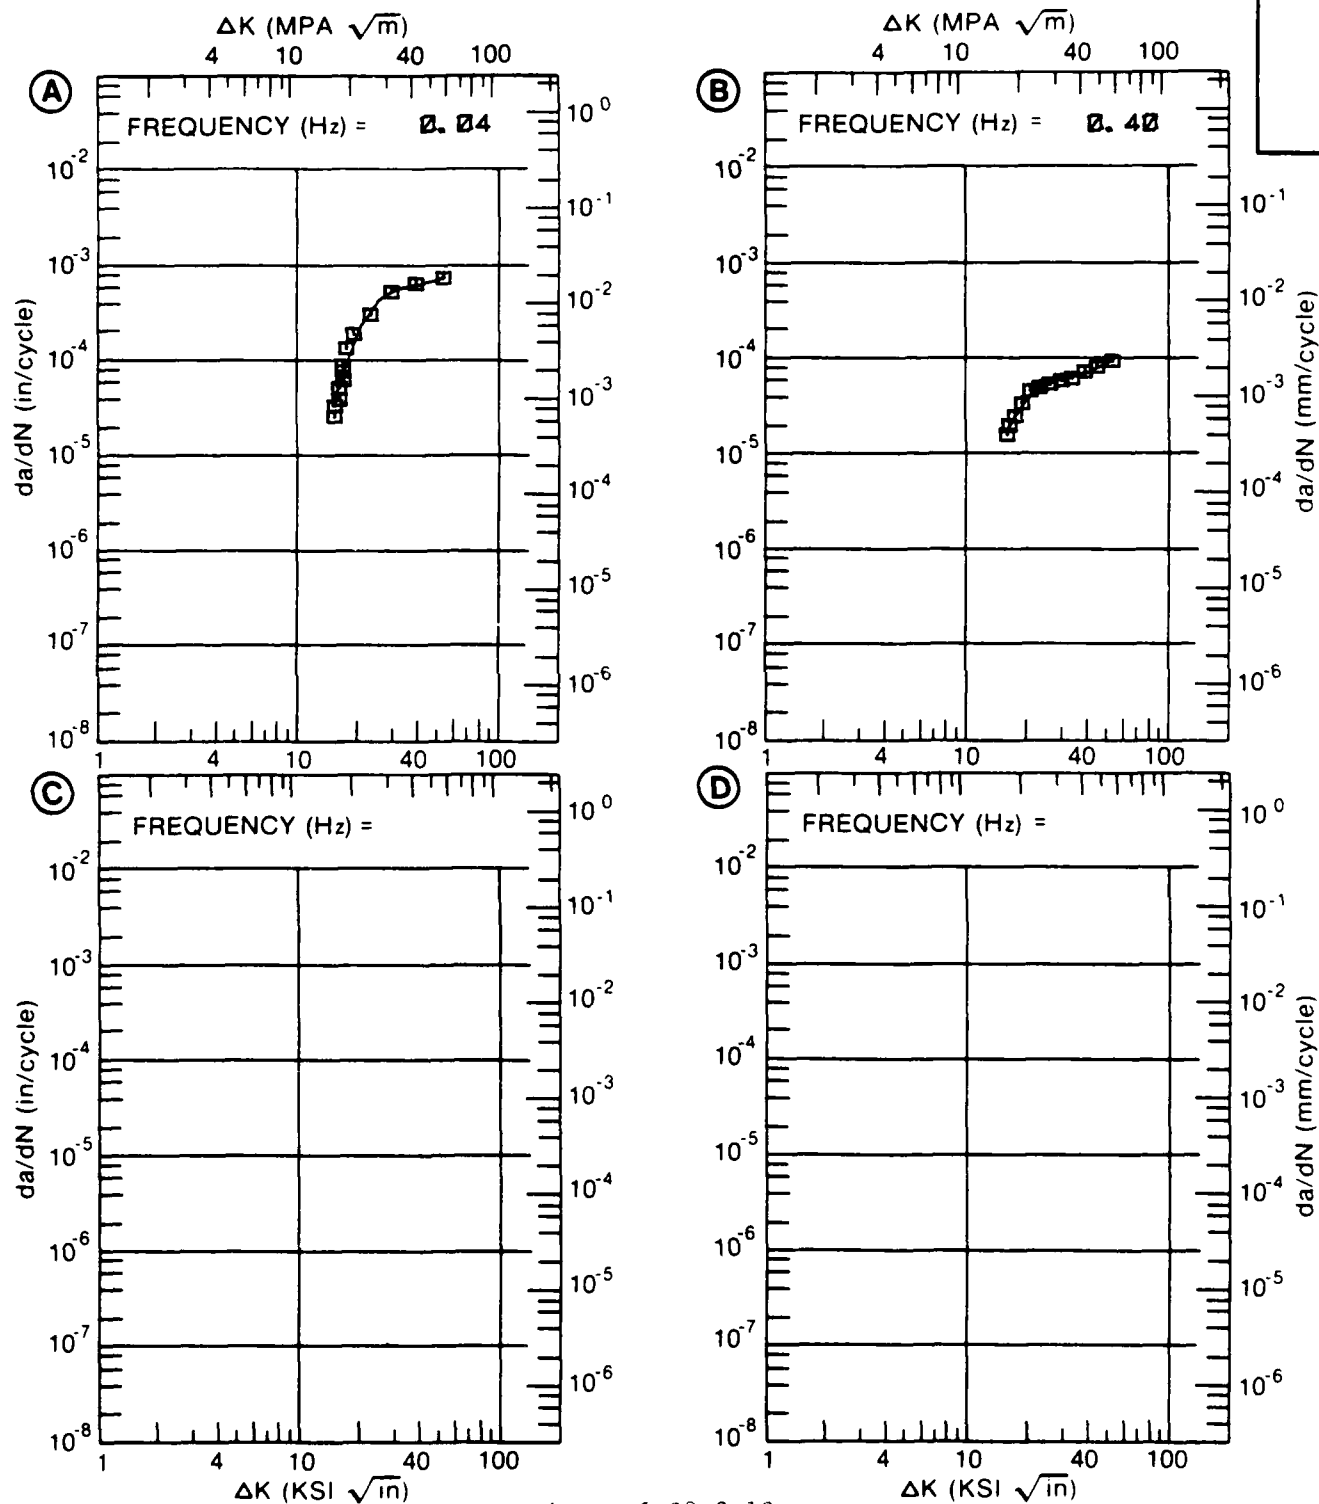 ΔK (MPA √m) ΔK (MPA √m)
4 10 40 100 4 10 40 100
A B
FREQUENCY (Hz) = 0.04 10⁰ FREQUENCY (Hz) = 0.40
10⁻² 10⁻²
10⁻¹ 10⁻¹
10⁻³ 10⁻³
10⁻² 10⁻²
da/dN (in/cycle) da/dN (mm/cycle)
10⁻⁴ 10⁻⁴
10⁻³ 10⁻³
10⁻⁵ 10⁻⁵
10⁻⁴ 10⁻⁴
10⁻⁶ 10⁻⁶
10⁻⁵ 10⁻⁵
10⁻⁷ 10⁻⁷
10⁻⁶ 10⁻⁶
10⁻⁸ 10⁻⁸
1 4 10 40 100 1 4 10 40 100
C D
FREQUENCY (Hz) = 10⁰ FREQUENCY (Hz) = 10⁰
10⁻² 10⁻²
10⁻¹ 10⁻¹
10⁻³ 10⁻³
10⁻² 10⁻²
da/dN (in/cycle) da/dN (mm/cycle)
10⁻⁴ 10⁻⁴
10⁻³ 10⁻³
10⁻⁵ 10⁻⁵
10⁻⁴ 10⁻⁴
10⁻⁶ 10⁻⁶
10⁻⁵ 10⁻⁵
10⁻⁷ 10⁻⁷
10⁻⁶ 10⁻⁶
10⁻⁸ 10⁻⁸
1 4 10 40 100 1 4 10 40 100
ΔK (KSI √in) ΔK (KSI √in)